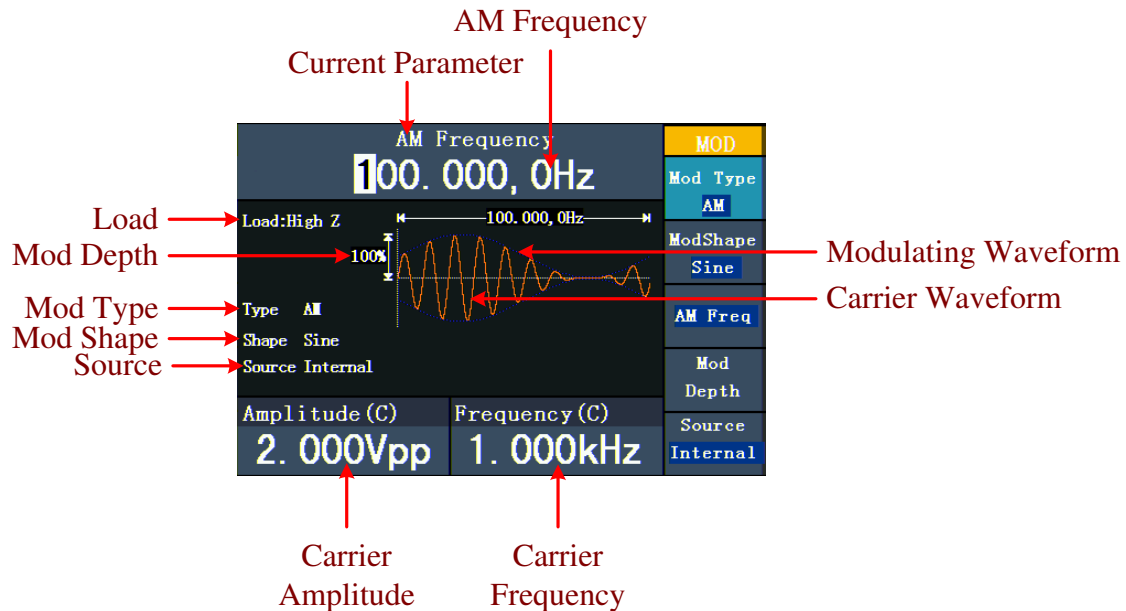 AM Frequency
Current Parameter
AM Frequency
100.000,0Hz
MOD
Mod Type
AM
ModShape
Sine
AM Freq
Mod
Depth
Source
Internal
Load
Load:High Z
100.000,0Hz
Mod Depth
100%
Modulating Waveform
Carrier Waveform
Mod Type
Type AM
Mod Shape
Shape Sine
Source
Source Internal
Amplitude(C)
2.000Vpp
Frequency(C)
1.000kHz
Carrier
Amplitude
Carrier
Frequency